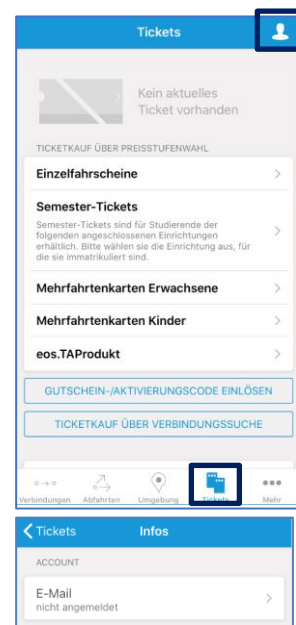 Tickets
Kein aktuelles
Ticket vorhanden
TICKETKAUF ÜBER PREISSTUFENWAHL
Einzelfahrscheine
Semester-Tickets
Semester-Tickets sind für Studierende der
folgenden angeschlossenen Einrichtungen
erhältlich. Bitte wählen sie die Einrichtung aus, für
die sie immatrikuliert sind.
Mehrfahrtenkarten Erwachsene
Mehrfahrtenkarten Kinder
eos.TAProdukt
GUTSCHEIN-/AKTIVIERUNGSCODE EINLÖSEN
TICKETKAUF ÜBER VERBINDUNGSSUCHE
Verbindungen Abfahrten Umgebung Tickets Mehr
Tickets Infos
ACCOUNT
E-Mail
nicht angemeldet